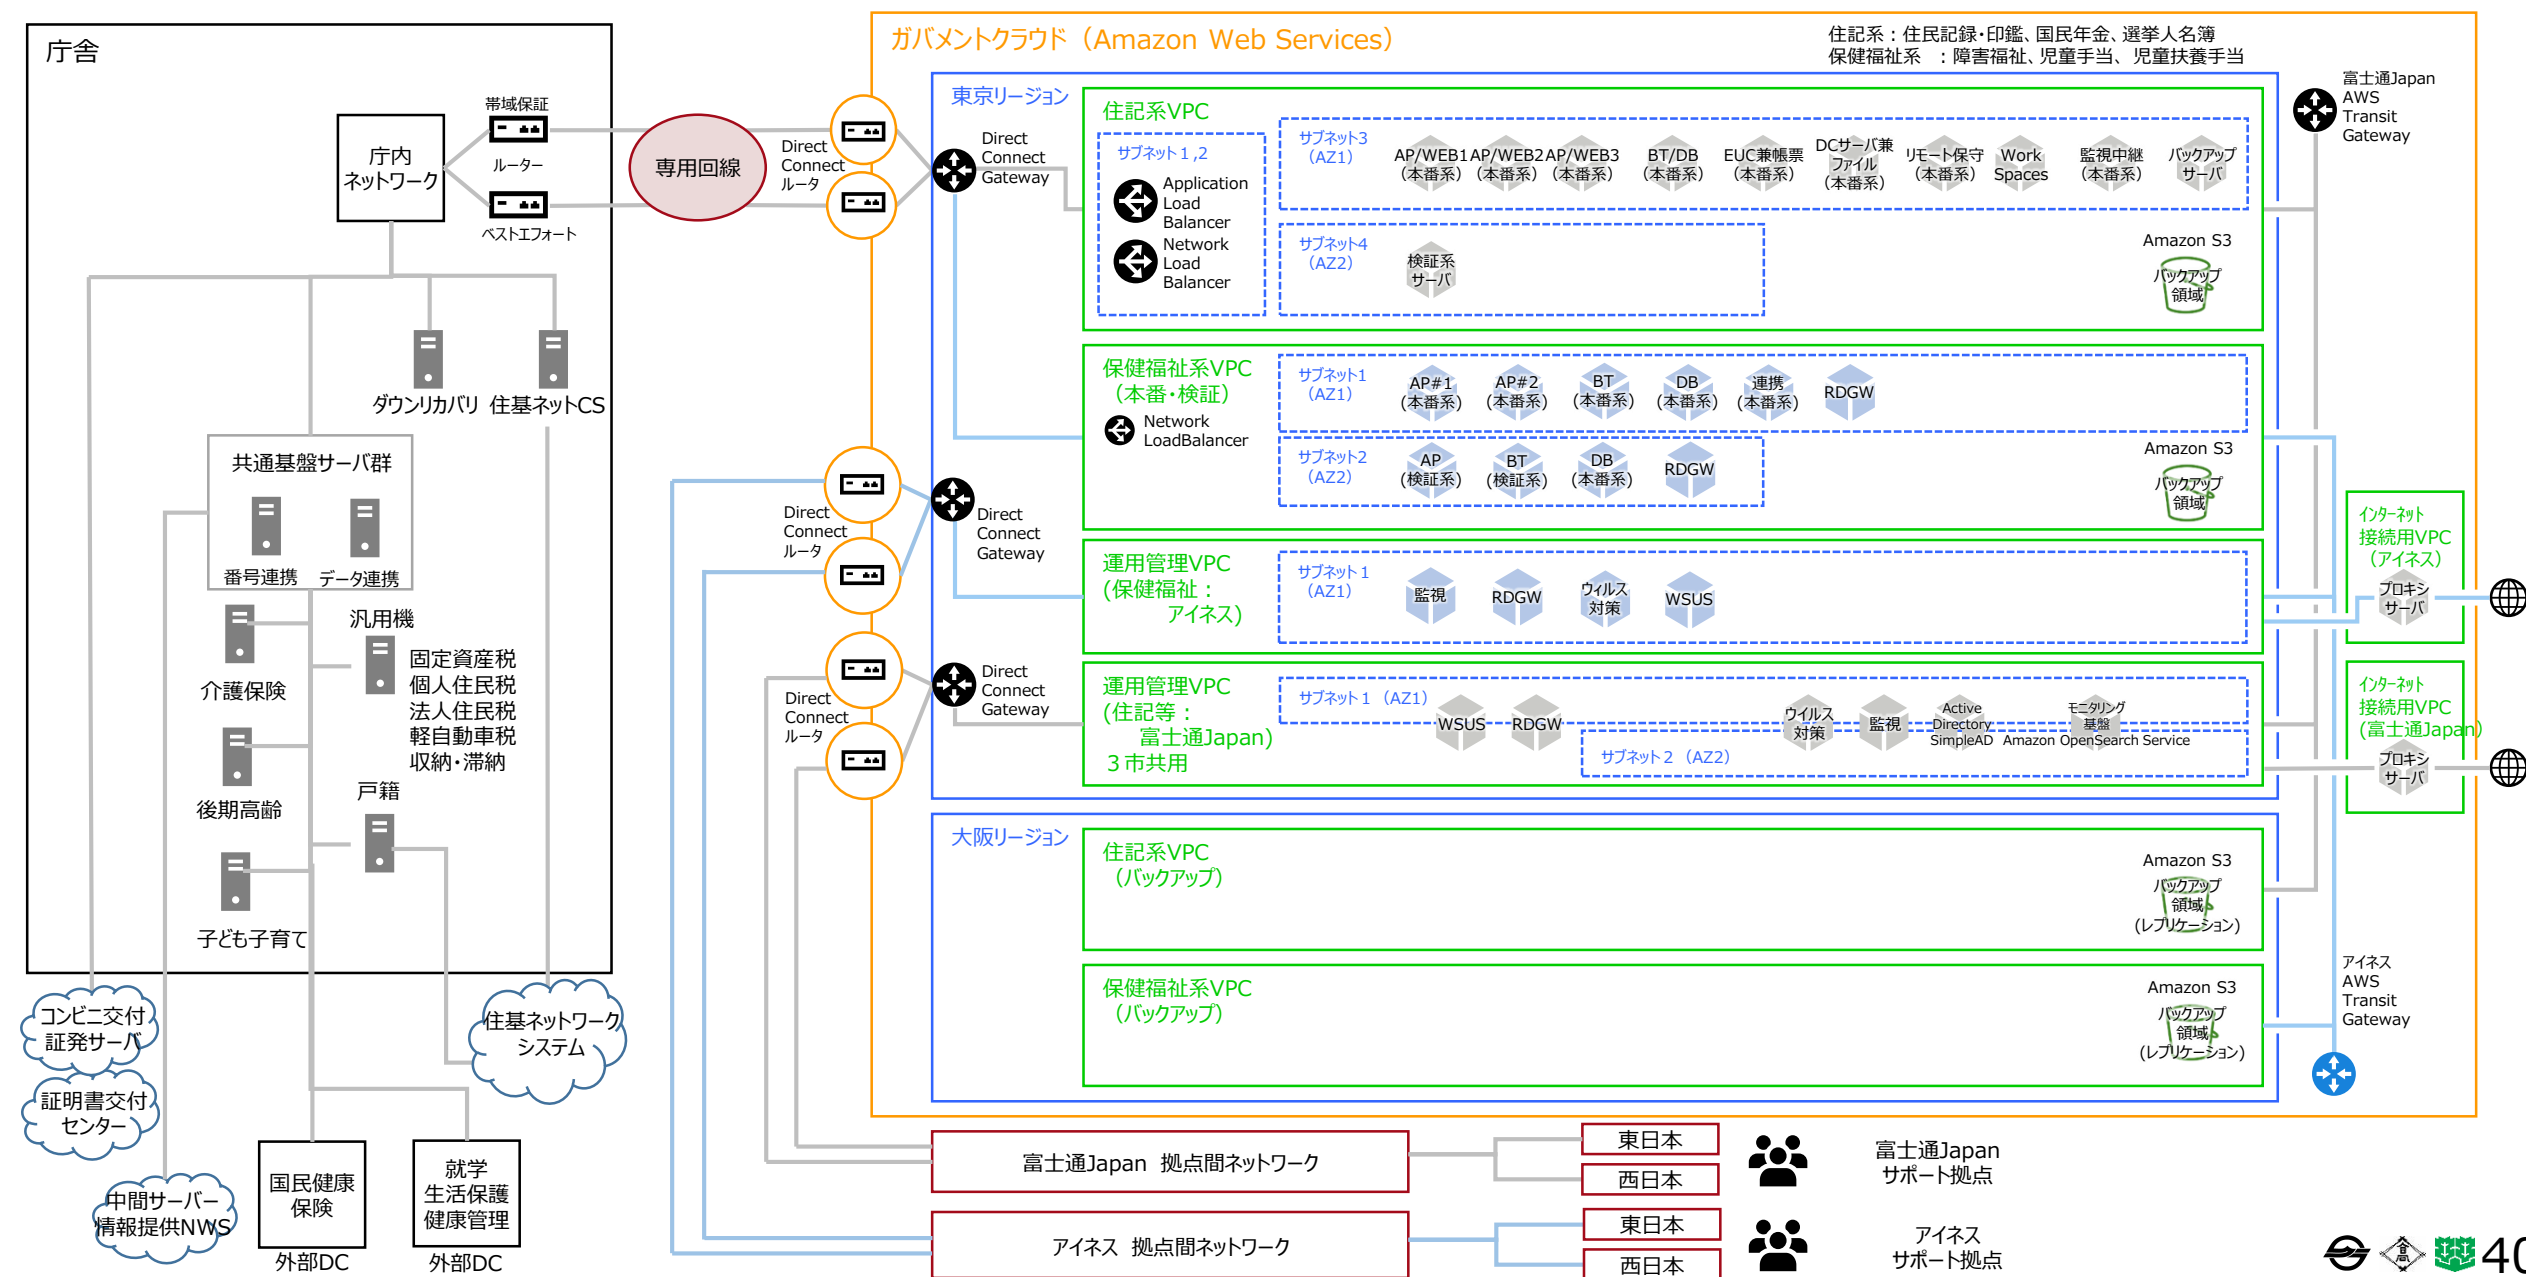 庁舎
帯域保証
ルーター
ベストエフォート
庁内
ネットワーク
ダウンリカバリ
住基ネットCS
共通基盤サーバ群
番号連携
データ連携
介護保険
汎用機
固定資産税
個人住民税
法人住民税
軽自動車税
収納・滞納
後期高齢
戸籍
子ども子育て
コンビニ交付
証発サーバ
証明書交付
センター
中間サーバー
情報提供NWS
住基ネットワーク
システム
国民健康
保険
外部DC
就学
生活保護
健康管理
外部DC
専用回線
ガバメントクラウド（Amazon Web Services）
住記系：住民記録・印鑑、国民年金、選挙人名簿
保健福祉系　：障害福祉、児童手当、児童扶養手当
Direct
Connect
ルータ
Direct
Connect
Gateway
Direct
Connect
ルータ
Direct
Connect
Gateway
Direct
Connect
ルータ
Direct
Connect
Gateway
東京リージョン
住記系VPC
サブネット１,２
Application
Load
Balancer
Network
Load
Balancer
サブネット3
（AZ1）
AP/WEB1
(本番系)
AP/WEB2
(本番系)
AP/WEB3
(本番系)
BT/DB
(本番系)
EUC兼帳票
(本番系)
DCサーバ兼
ファイル
(本番系)
リモート保守
(本番系)
Work
Spaces
監視中継
(本番系)
バックアップ
サーバ
サブネット4
（AZ2）
検証系
サーバ
Amazon S3
バックアップ
領域
保健福祉系VPC
（本番・検証）
Network
LoadBalancer
サブネット1
（AZ1）
AP#1
(本番系)
AP#2
(本番系)
BT
(本番系)
DB
(本番系)
連携
(本番系)
RDGW
サブネット2
（AZ2）
AP
(検証系)
BT
(検証系)
DB
(本番系)
RDGW
Amazon S3
バックアップ
領域
運用管理VPC
(保健福祉：
アイネス)
サブネット１
（AZ1）
監視
RDGW
ウィルス
対策
WSUS
運用管理VPC
(住記等：
富士通Japan)
３市共用
サブネット１（AZ1）
WSUS
RDGW
ウイルス
対策
監視
Active
Directory
SimpleAD
モニタリング
基盤
Amazon OpenSearch Service
サブネット２（AZ2）
富士通Japan
AWS
Transit
Gateway
インターネット
接続用VPC
（アイネス）
プロキシ
サーバ
インターネット
接続用VPC
(富士通Japan)
プロキシ
サーバ
大阪リージョン
住記系VPC
（バックアップ）
Amazon S3
バックアップ
領域
(レプリケーション)
保健福祉系VPC
（バックアップ）
Amazon S3
バックアップ
領域
(レプリケーション)
アイネス
AWS
Transit
Gateway
富士通Japan 拠点間ネットワーク
東日本
西日本
富士通Japan
サポート拠点
アイネス 拠点間ネットワーク
東日本
西日本
アイネス
サポート拠点
40